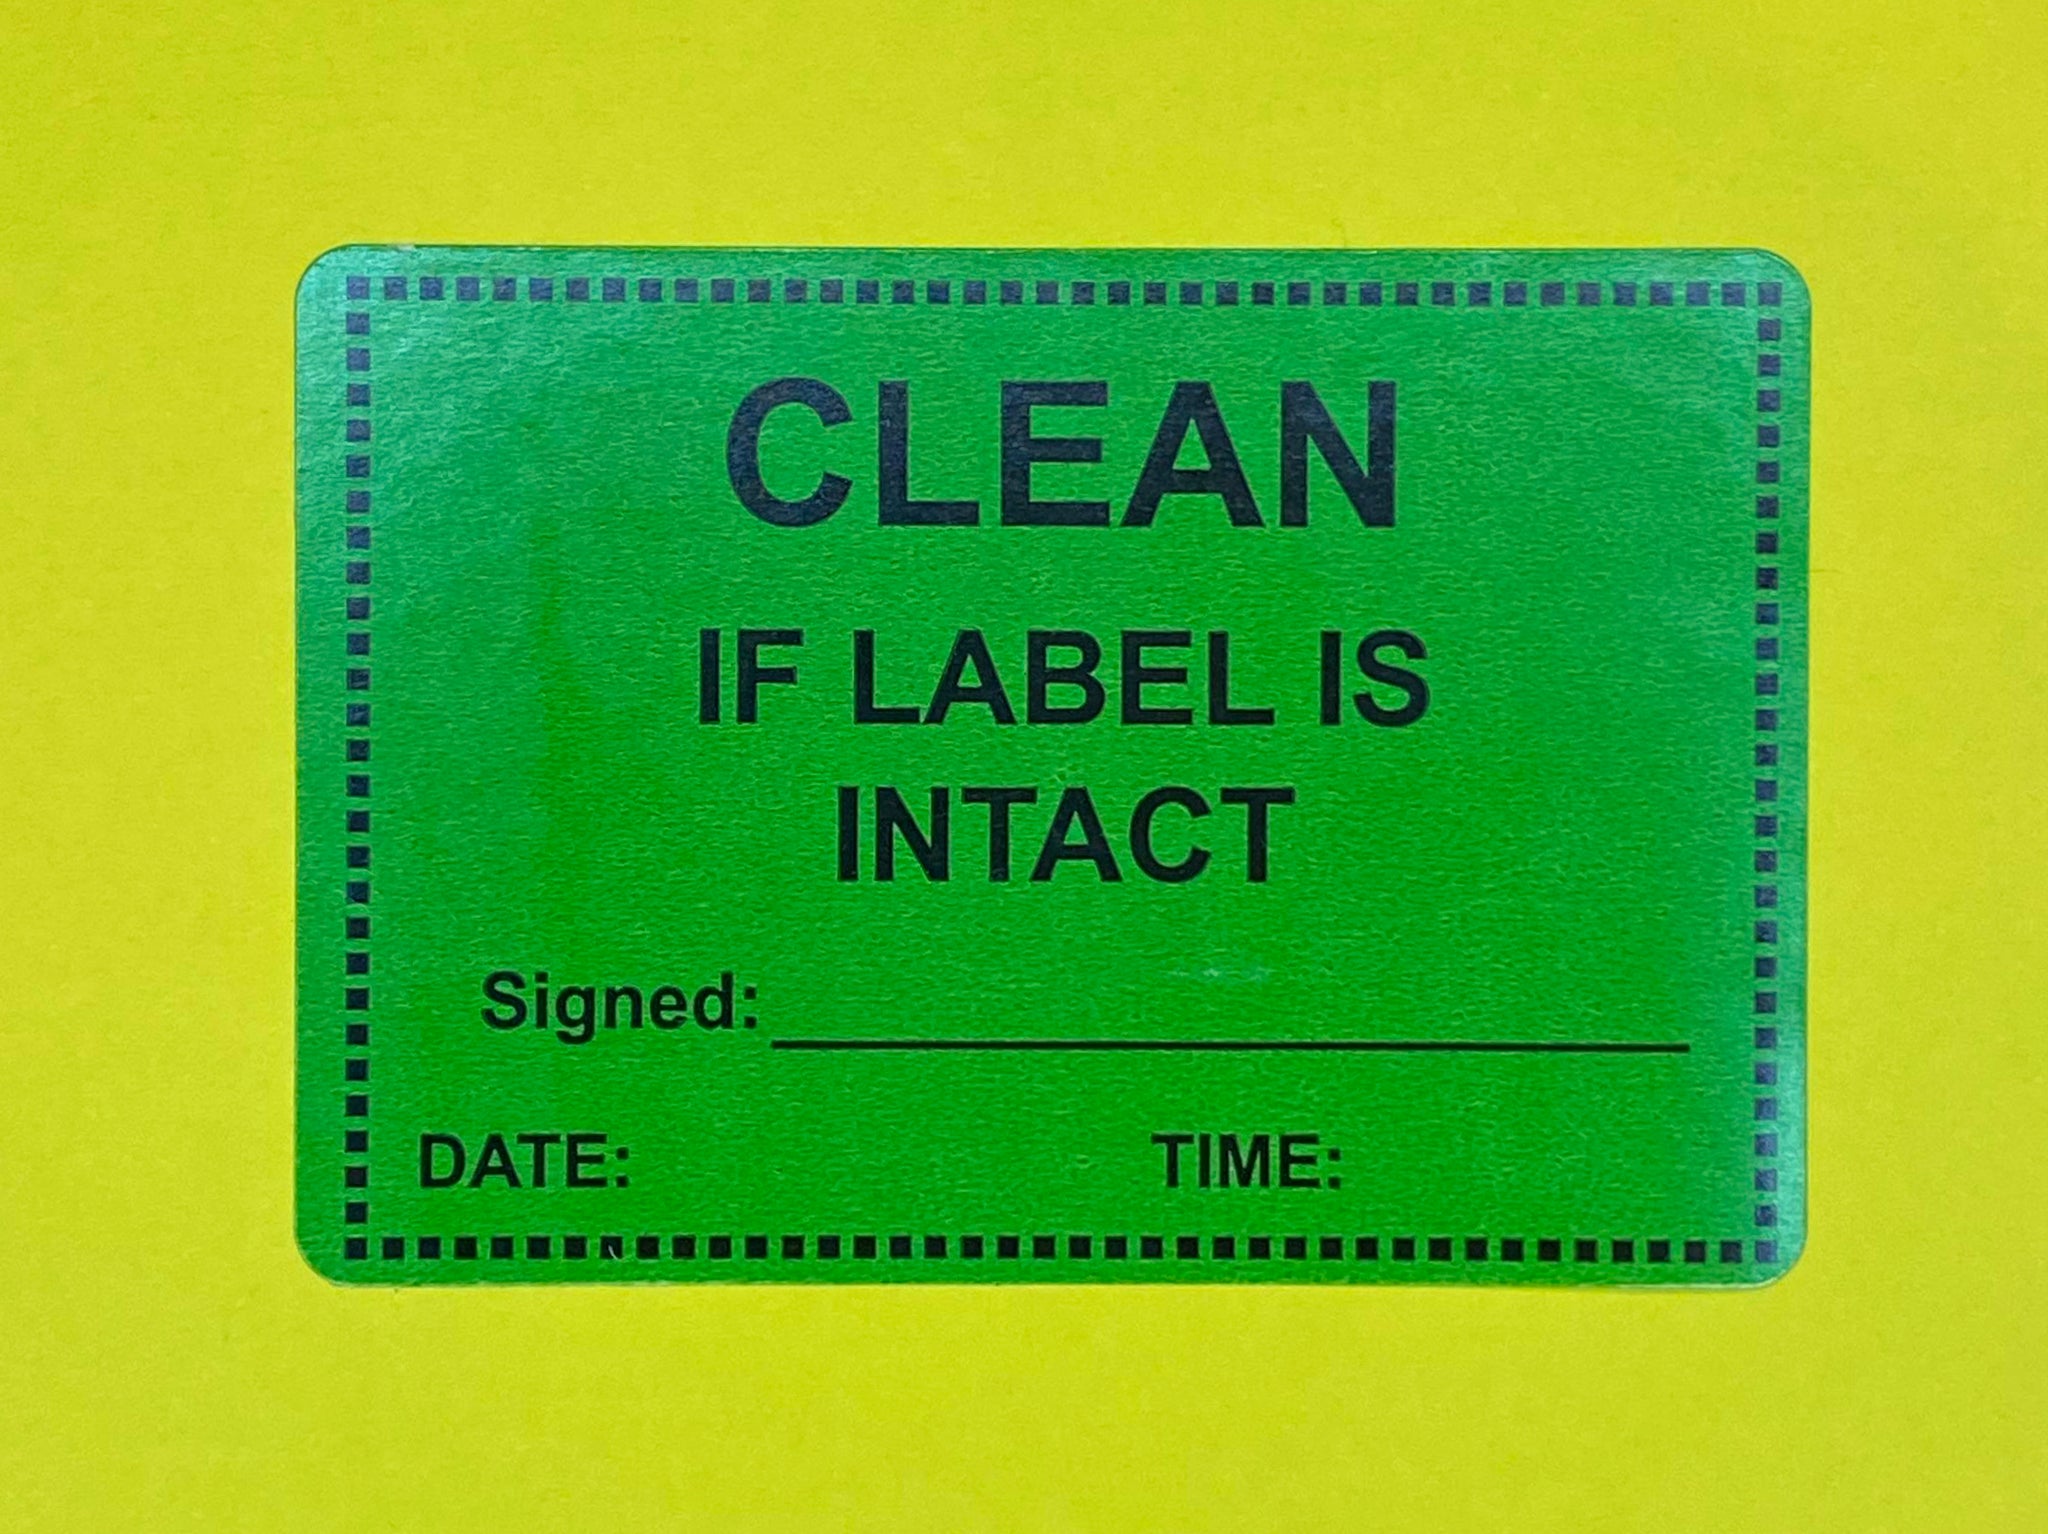 CLEAN
IF LABEL IS
INTACT
Signed:
DATE: TIME: